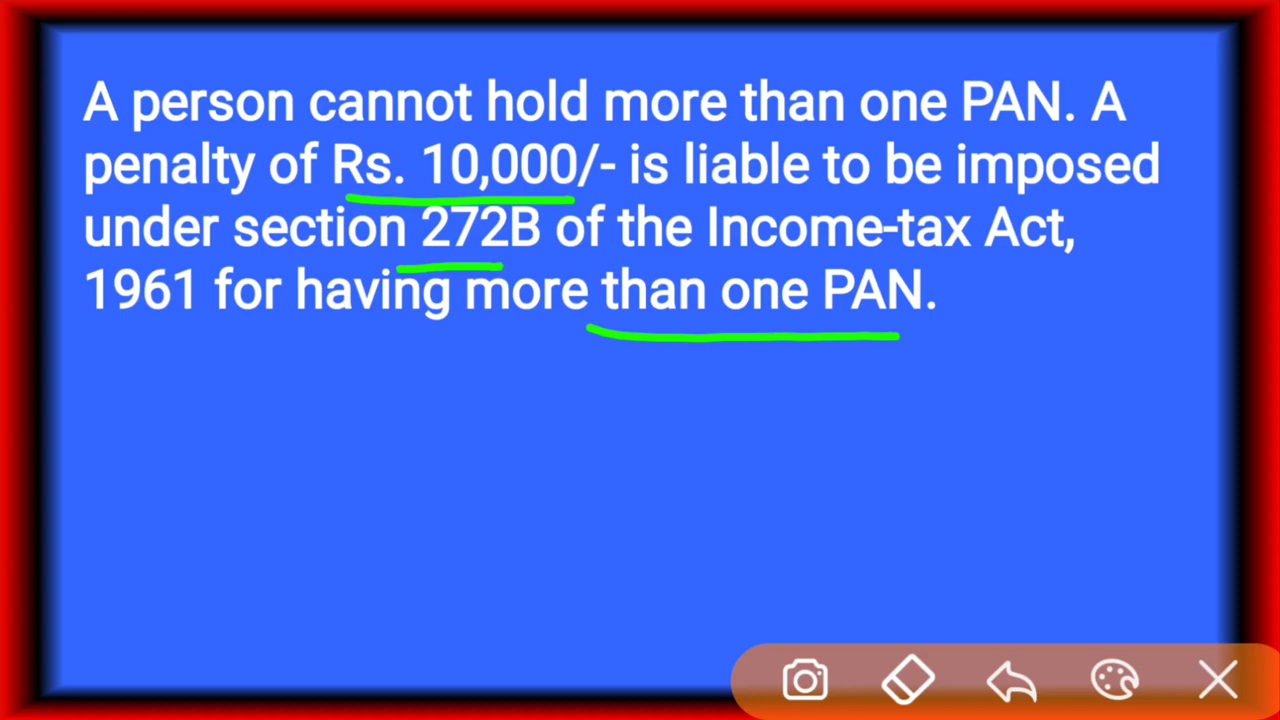 A person cannot hold more than one PAN. A
penalty of Rs. 10,000/- is liable to be imposed
under section 272B of the Income-tax Act,
1961 for having more than one PAN.